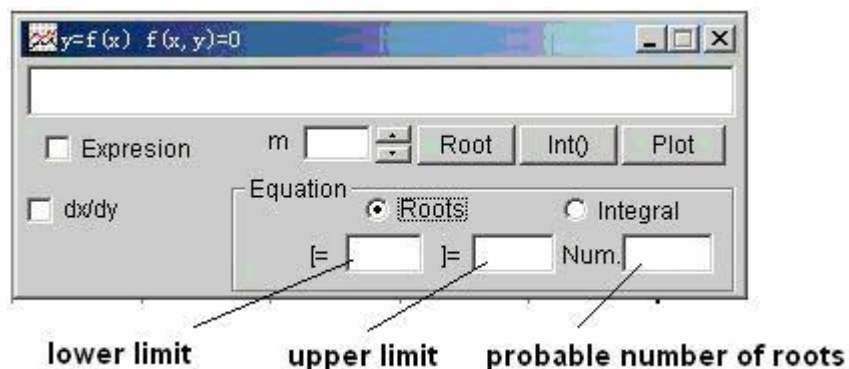 y=f(x) f(x,y)=0
Expresion m Root Int() Plot
dx/dy Equation
Roots Integral
[= ]= Num.
lower limit upper limit probable number of roots